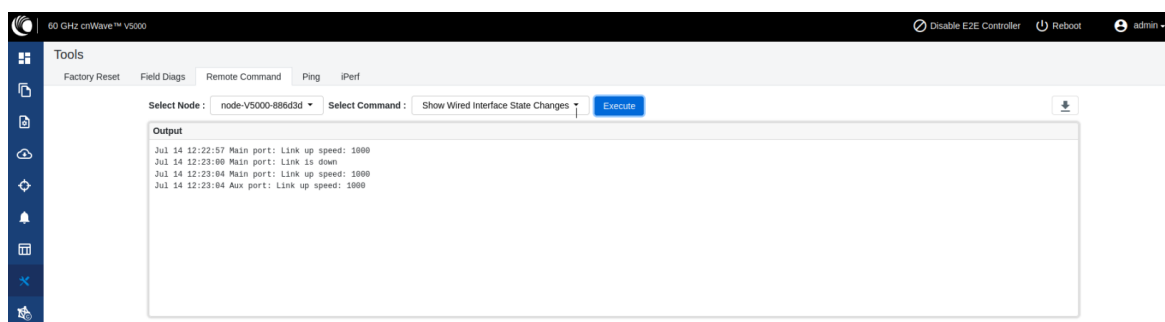 60 GHz cnWave™ V5000
Disable E2E Controller
Reboot
admin
Tools
Factory Reset Field Diags Remote Command Ping iPerf
Select Node : node-V5000-886d3d Select Command : Show Wired Interface State Changes Execute
Output
Jul 14 12:22:57 Main port: Link up speed: 1000
Jul 14 12:23:00 Main port: Link is down
Jul 14 12:23:04 Main port: Link up speed: 1000
Jul 14 12:23:04 Aux port: Link up speed: 1000